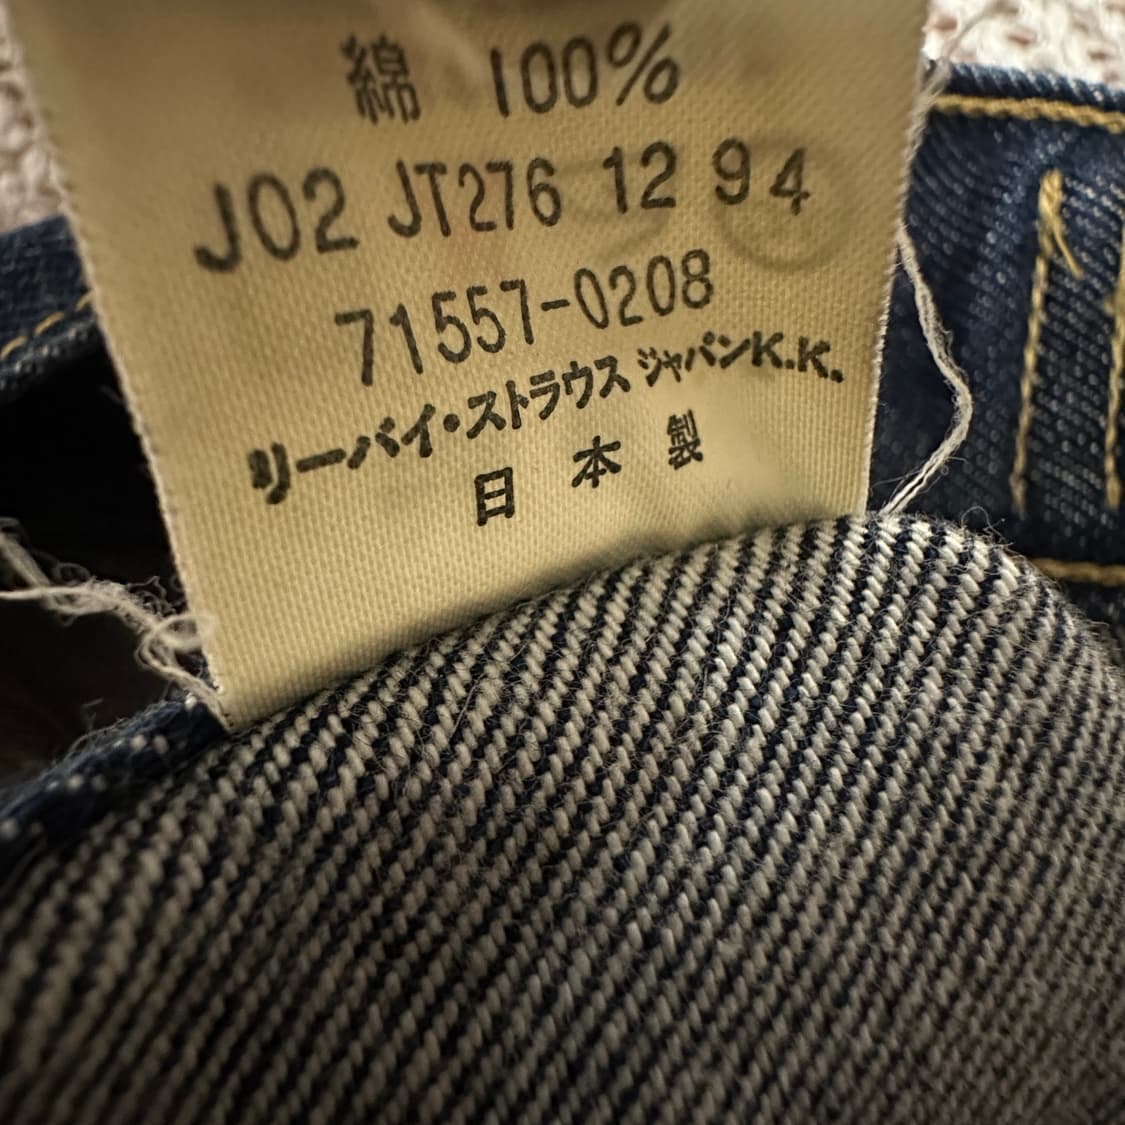 綿 100%
J02 JT276 12 94
71557-0208
リーバイ・ストラウス ジャパンK.K.
日本製